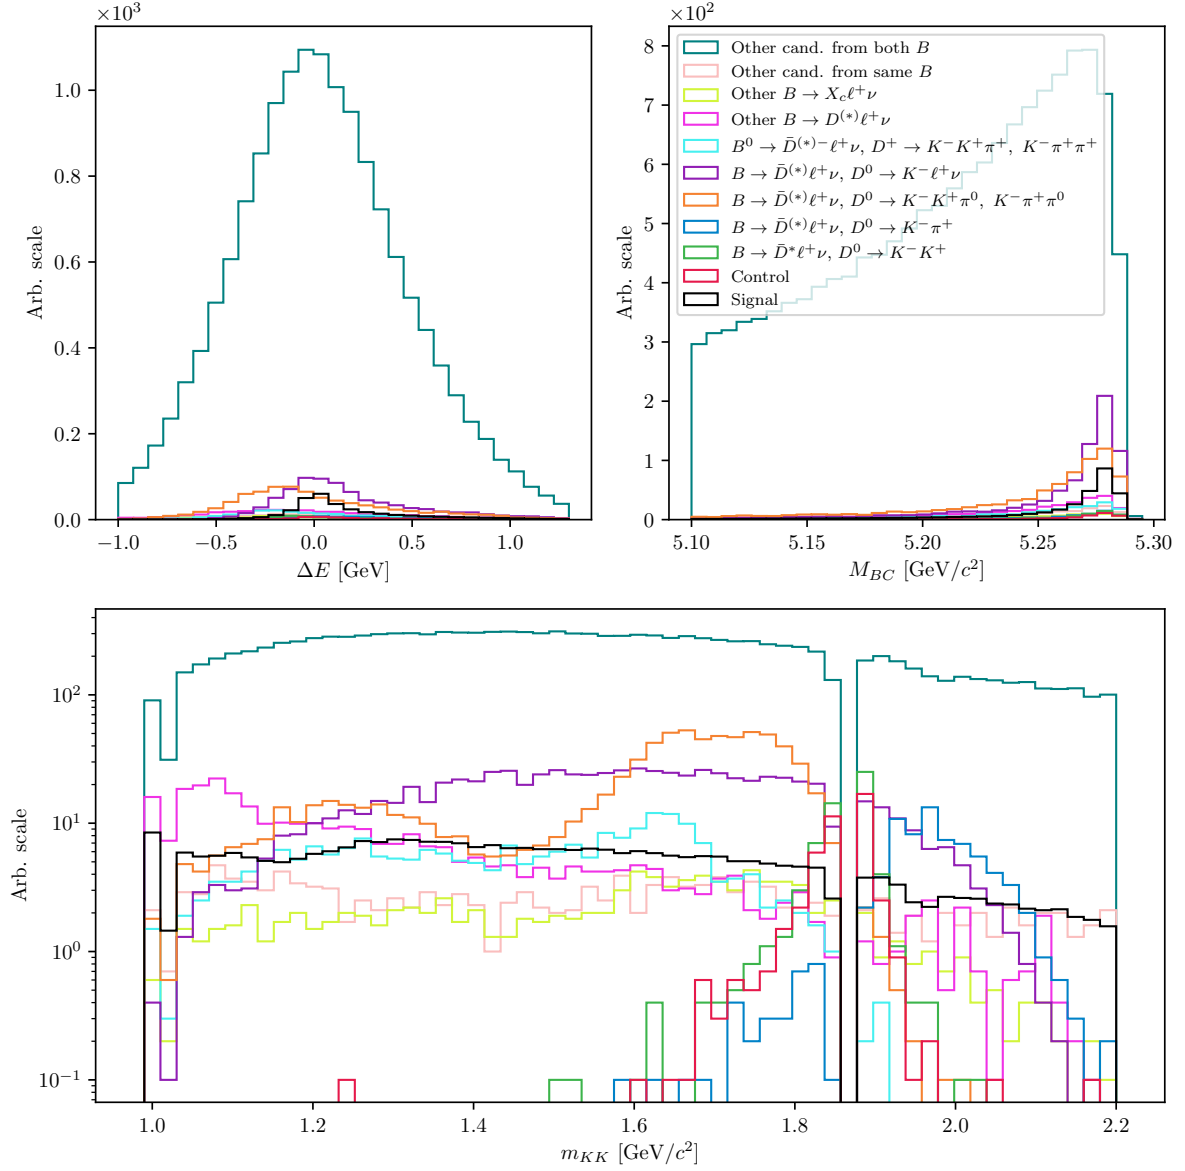 ×10³
Arb. scale
1.0
0.8
0.6
0.4
0.2
0.0
−1.0 −0.5 0.0 0.5 1.0
ΔE [GeV]
×10²
Arb. scale
8
7
6
5
4
3
2
1
0
Other cand. from both B
Other cand. from same B
Other B → X_cℓ⁺ν
Other B → D⁽*⁾ℓ⁺ν
B⁰ → D̄⁽*⁾⁻ℓ⁺ν, D⁺ → K⁻K⁺π⁺, K⁻π⁺π⁺
B → D̄⁽*⁾ℓ⁺ν, D⁰ → K⁻ℓ⁺ν
B → D̄⁽*⁾ℓ⁺ν, D⁰ → K⁻K⁺π⁰, K⁻π⁺π⁰
B → D̄⁽*⁾ℓ⁺ν, D⁰ → K⁻π⁺
B → D̄*ℓ⁺ν, D⁰ → K⁻K⁺
Control
Signal
5.10 5.15 5.20 5.25 5.30
M_BC [GeV/c²]
Arb. scale
10²
10¹
10⁰
10⁻¹
1.0 1.2 1.4 1.6 1.8 2.0 2.2
m_KK [GeV/c²]